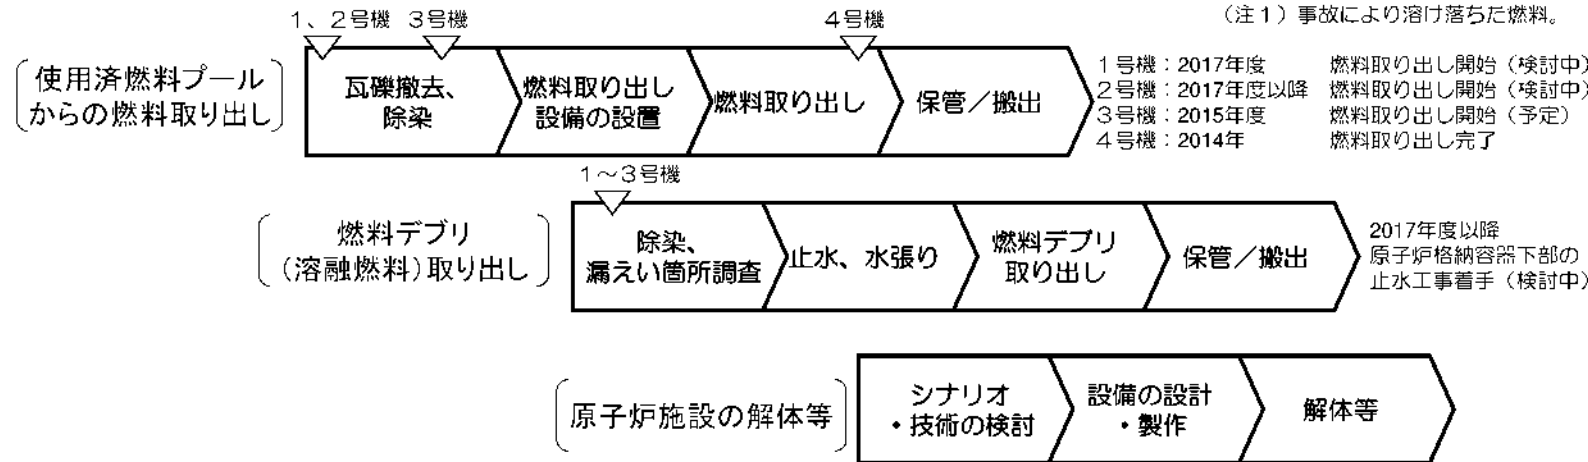 （注１）事故により溶け落ちた燃料。
１、２号機 ３号機 ４号機
使用済燃料プール
からの燃料取り出し
瓦礫撤去、
除染
燃料取り出し
設備の設置
燃料取り出し
保管／搬出
１号機：2017年度 燃料取り出し開始（検討中）
２号機：2017年度以降 燃料取り出し開始（検討中）
３号機：2015年度 燃料取り出し開始（予定）
４号機：2014年 燃料取り出し完了
１～３号機
燃料デブリ
（溶融燃料）取り出し
除染、
漏えい箇所調査
止水、水張り
燃料デブリ
取り出し
保管／搬出
2017年度以降
原子炉格納容器下部の
止水工事着手（検討中）
原子炉施設の解体等
シナリオ
・技術の検討
設備の設計
・製作
解体等